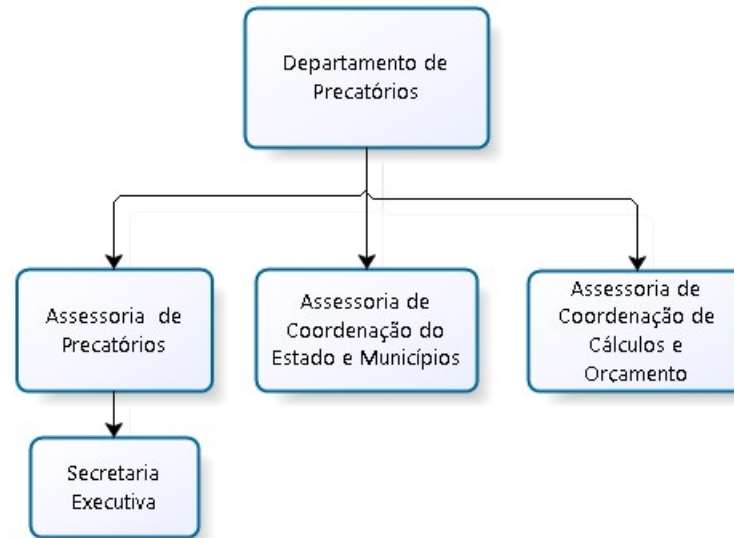 Departamento de
Precatórios
Assessoria de
Precatórios
Assessoria de
Coordenação do
Estado e Municípios
Assessoria de
Coordenação de
Cálculos e
Orçamento
Secretaria
Executiva